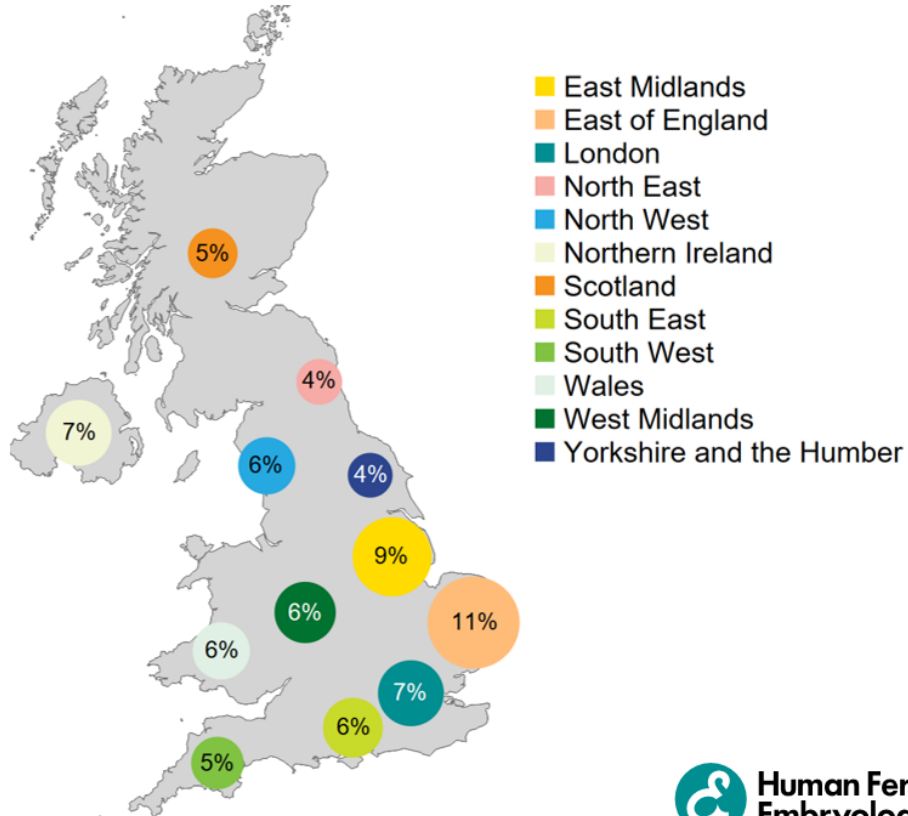 East Midlands
East of England
London
North East
North West
Northern Ireland
Scotland
South East
South West
Wales
West Midlands
Yorkshire and the Humber
5%
4%
7%
6%
4%
9%
6%
11%
6%
7%
6%
5%
Human Fer
Embryolog